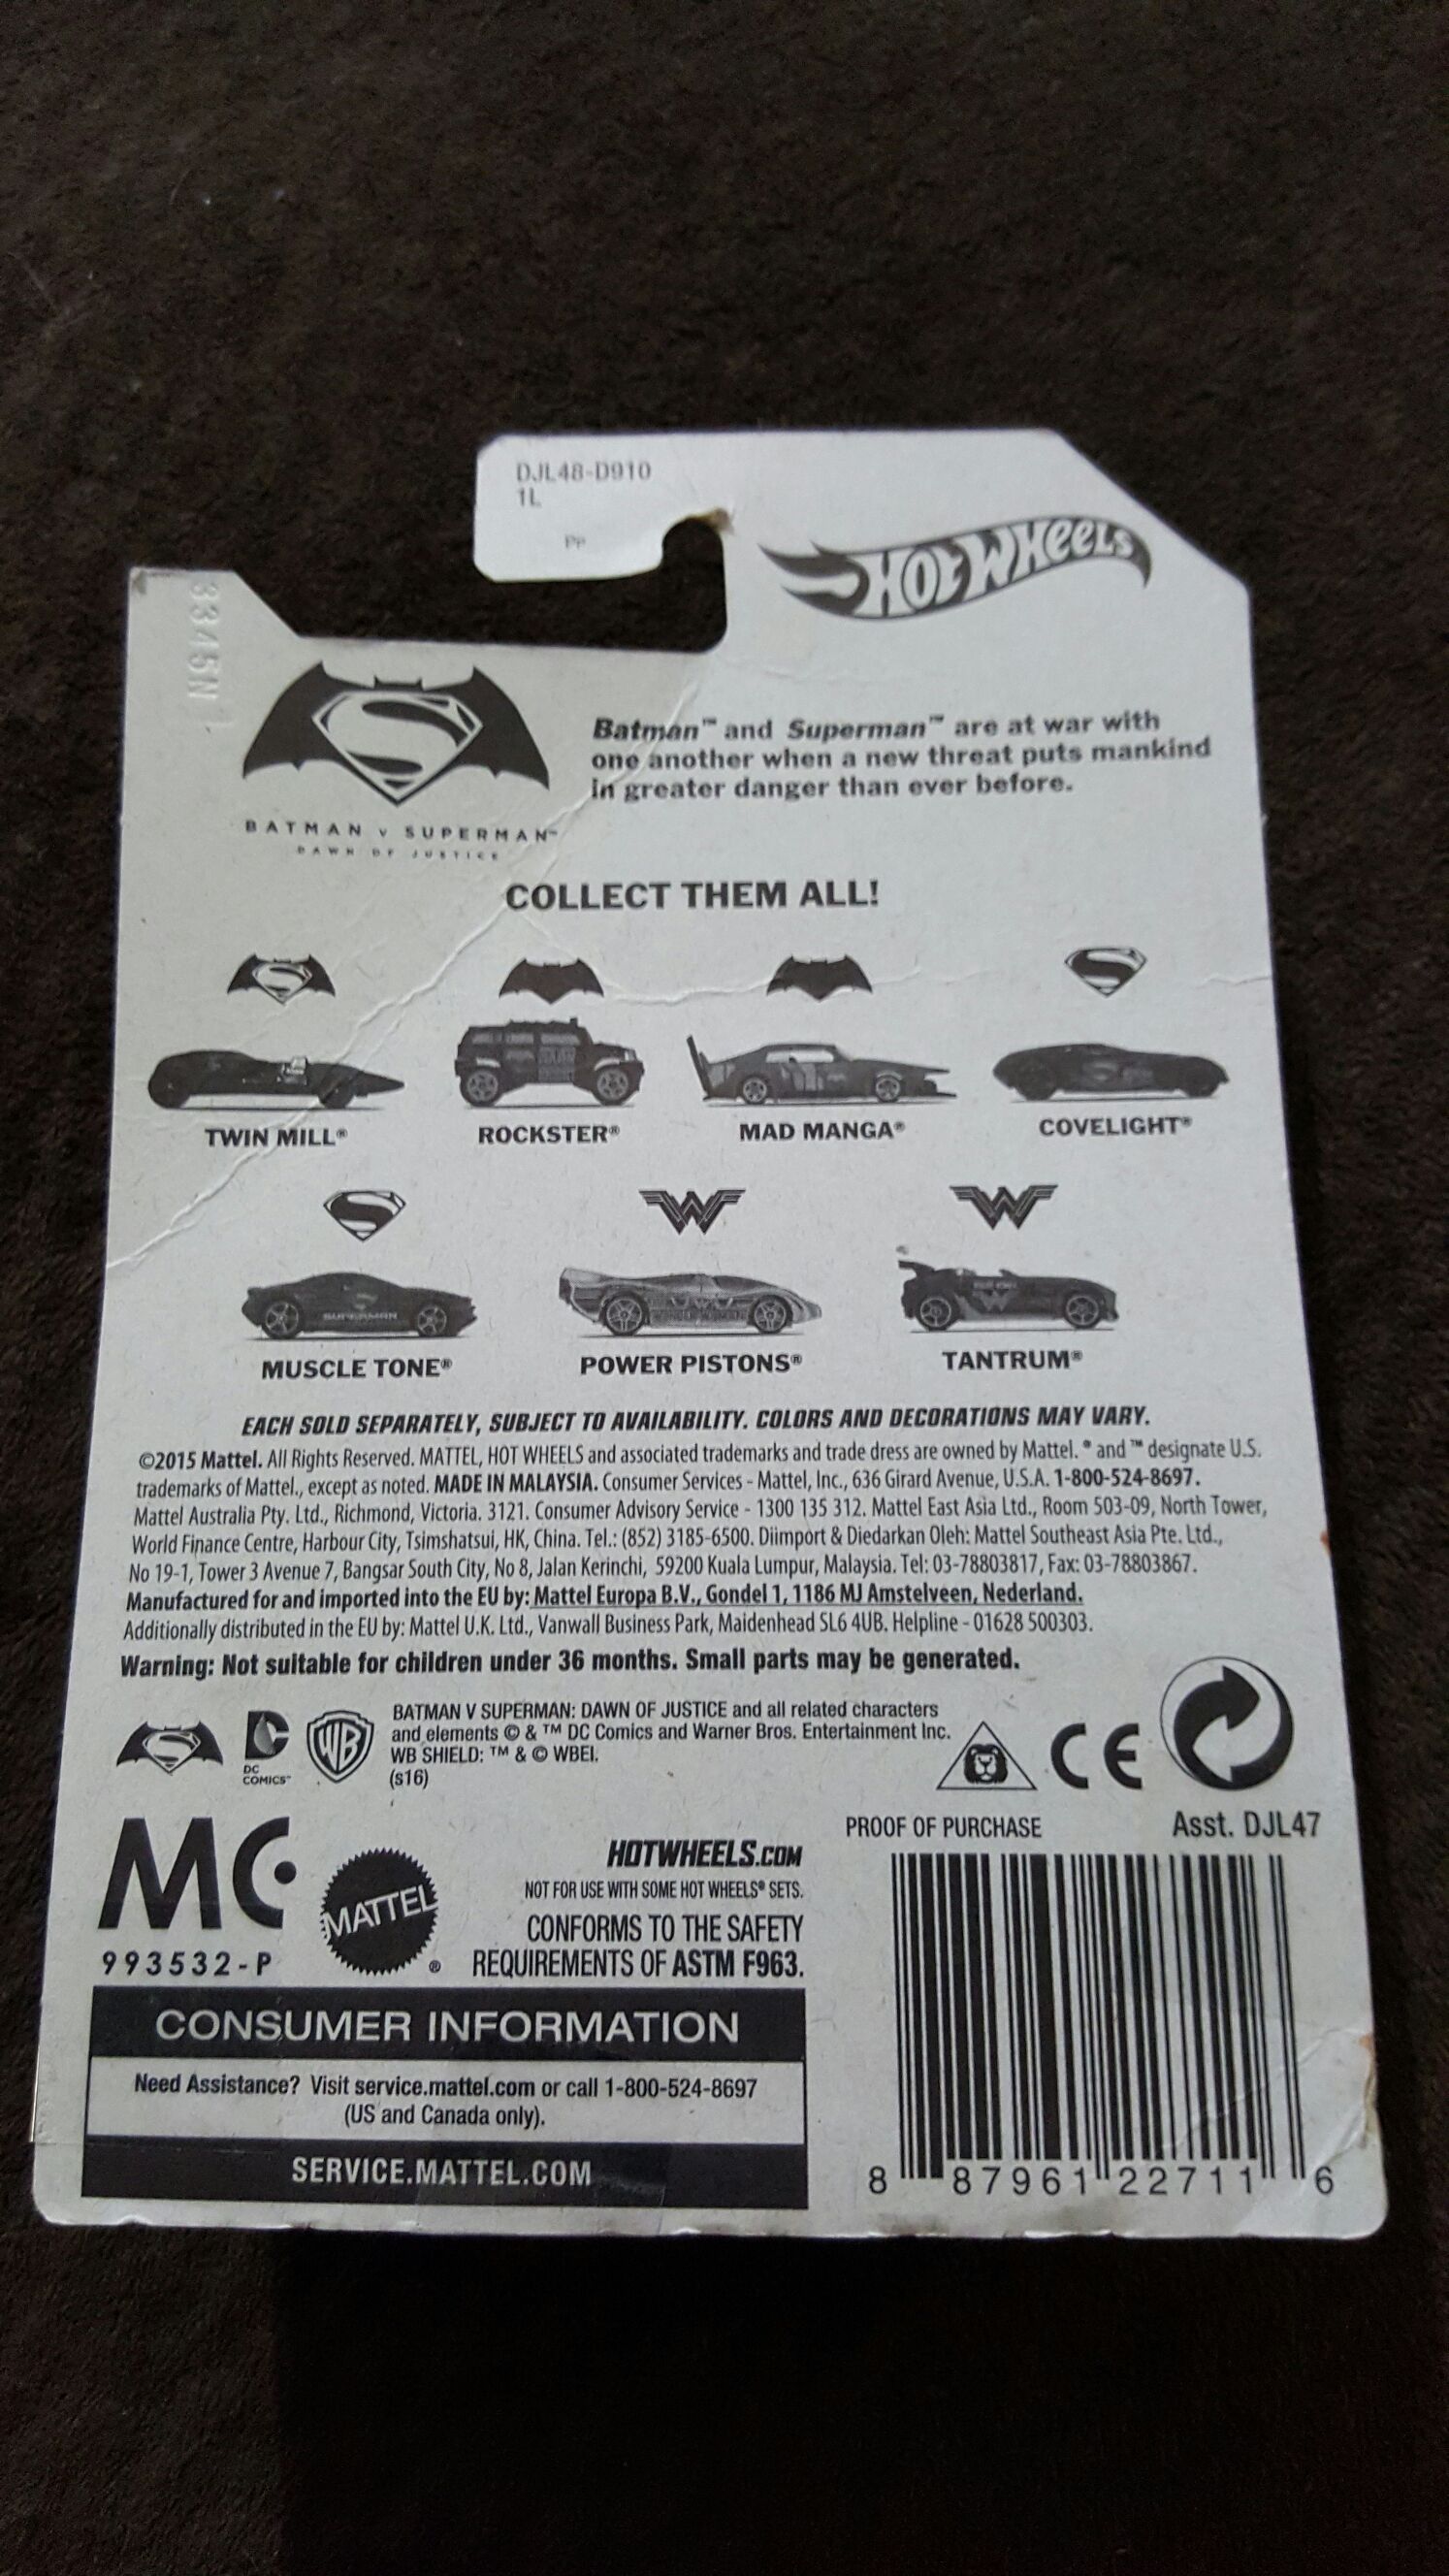 DJL48-D910
1L
Pp
HOT WHEELS
3345N
Batman™ and Superman™ are at war with
one another when a new threat puts mankind
in greater danger than ever before.
BATMAN v SUPERMAN™
DAWN OF JUSTICE
COLLECT THEM ALL!
TWIN MILL® ROCKSTER® MAD MANGA® COVELIGHT®
SUPERMAN
MUSCLE TONE® POWER PISTONS® TANTRUM®
EACH SOLD SEPARATELY, SUBJECT TO AVAILABILITY. COLORS AND DECORATIONS MAY VARY.
©2015 Mattel. All Rights Reserved. MATTEL, HOT WHEELS and associated trademarks and trade dress are owned by Mattel. ® and ™ designate U.S.
trademarks of Mattel., except as noted. MADE IN MALAYSIA. Consumer Services - Mattel, Inc., 636 Girard Avenue, U.S.A. 1-800-524-8697.
Mattel Australia Pty. Ltd., Richmond, Victoria. 3121. Consumer Advisory Service - 1300 135 312. Mattel East Asia Ltd., Room 503-09, North Tower,
World Finance Centre, Harbour City, Tsimshatsui, HK, China. Tel.: (852) 3185-6500. Diimport & Diedarkan Oleh: Mattel Southeast Asia Pte. Ltd.,
No 19-1, Tower 3 Avenue 7, Bangsar South City, No 8, Jalan Kerinchi, 59200 Kuala Lumpur, Malaysia. Tel: 03-78803817, Fax: 03-78803867.
Manufactured for and imported into the EU by: Mattel Europa B.V., Gondel 1, 1186 MJ Amstelveen, Nederland.
Additionally distributed in the EU by: Mattel U.K. Ltd., Vanwall Business Park, Maidenhead SL6 4UB. Helpline - 01628 500303.
Warning: Not suitable for children under 36 months. Small parts may be generated.
DC
COMICS™
WB
BATMAN V SUPERMAN: DAWN OF JUSTICE and all related characters
and elements © & ™ DC Comics and Warner Bros. Entertainment Inc.
WB SHIELD: ™ & © WBEI.
(s16)
CE
MC
993532-P
MATTEL®
HOTWHEELS.COM
NOT FOR USE WITH SOME HOT WHEELS® SETS.
CONFORMS TO THE SAFETY
REQUIREMENTS OF ASTM F963.
PROOF OF PURCHASE Asst. DJL47
CONSUMER INFORMATION
Need Assistance? Visit service.mattel.com or call 1-800-524-8697
(US and Canada only).
SERVICE.MATTEL.COM
8 87961 22711 6